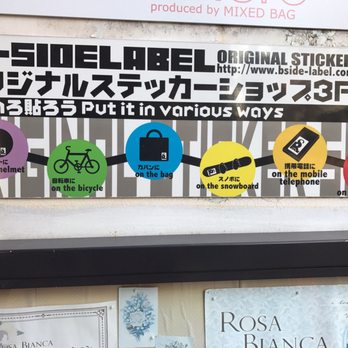 produced by MIXED BAG
-SIDELABEL
ORIGINAL STICKER
http://www.bside-label.com
ジナルステッカーショップ3F
ろ貼ろう Put it in various ways
helmet
自転車に
on the bicycle
カバンに
on the bag
スノボに
on the snowboard
携帯電話に
on the mobile
telephone
on
ROSA
BIANCA
ROSA
BIANCA